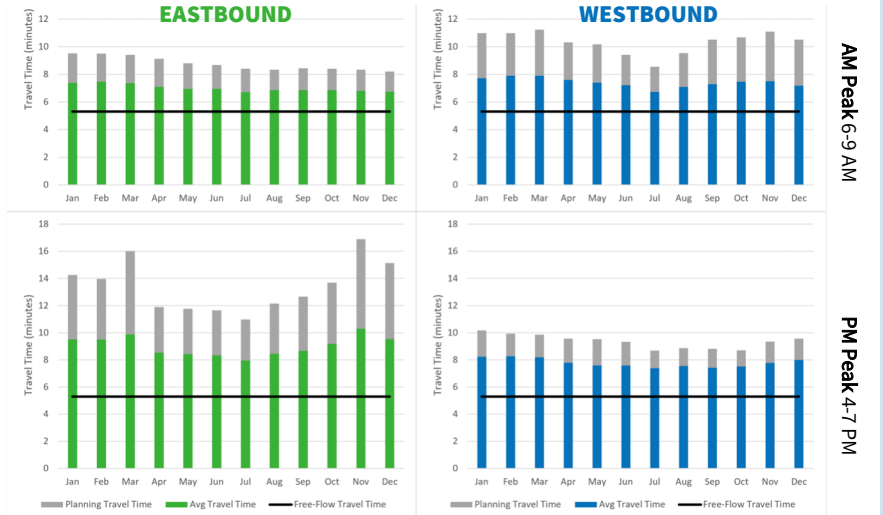 EASTBOUND
WESTBOUND
Travel Time (minutes)
12
10
8
6
4
2
0
Jan Feb Mar Apr May Jun Jul Aug Sep Oct Nov Dec
Travel Time (minutes)
12
10
8
6
4
2
0
Jan Feb Mar Apr May Jun Jul Aug Sep Oct Nov Dec
AM Peak 6-9 AM
Travel Time (minutes)
18
16
14
12
10
8
6
4
2
0
Jan Feb Mar Apr May Jun Jul Aug Sep Oct Nov Dec
Planning Travel Time Avg Travel Time Free-Flow Travel Time
Travel Time (minutes)
18
16
14
12
10
8
6
4
2
0
Jan Feb Mar Apr May Jun Jul Aug Sep Oct Nov Dec
Planning Travel Time Avg Travel Time Free-Flow Travel Time
PM Peak 4-7 PM